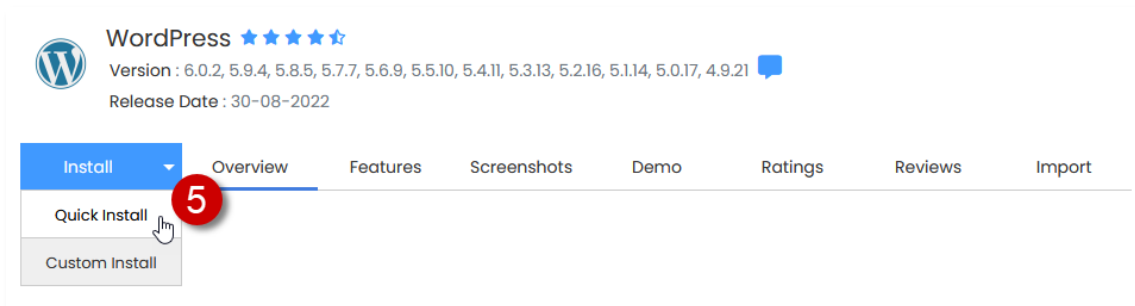 WordPress
Version : 6.0.2, 5.9.4, 5.8.5, 5.7.7, 5.6.9, 5.5.10, 5.4.11, 5.3.13, 5.2.16, 5.1.14, 5.0.17, 4.9.21
Release Date : 30-08-2022
Install Overview Features Screenshots Demo Ratings Reviews Import
5
Quick Install
Custom Install